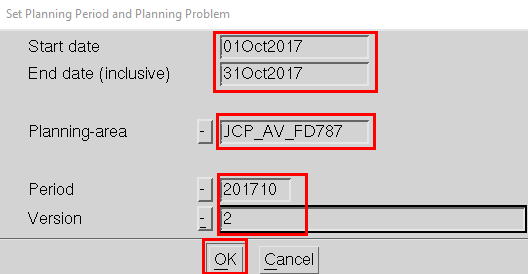 Set Planning Period and Planning Problem
Start date 01Oct2017
End date (inclusive) 31Oct2017
Planning-area - JCP_AV_FD787
Period - 201710
Version - 2
OK Cancel